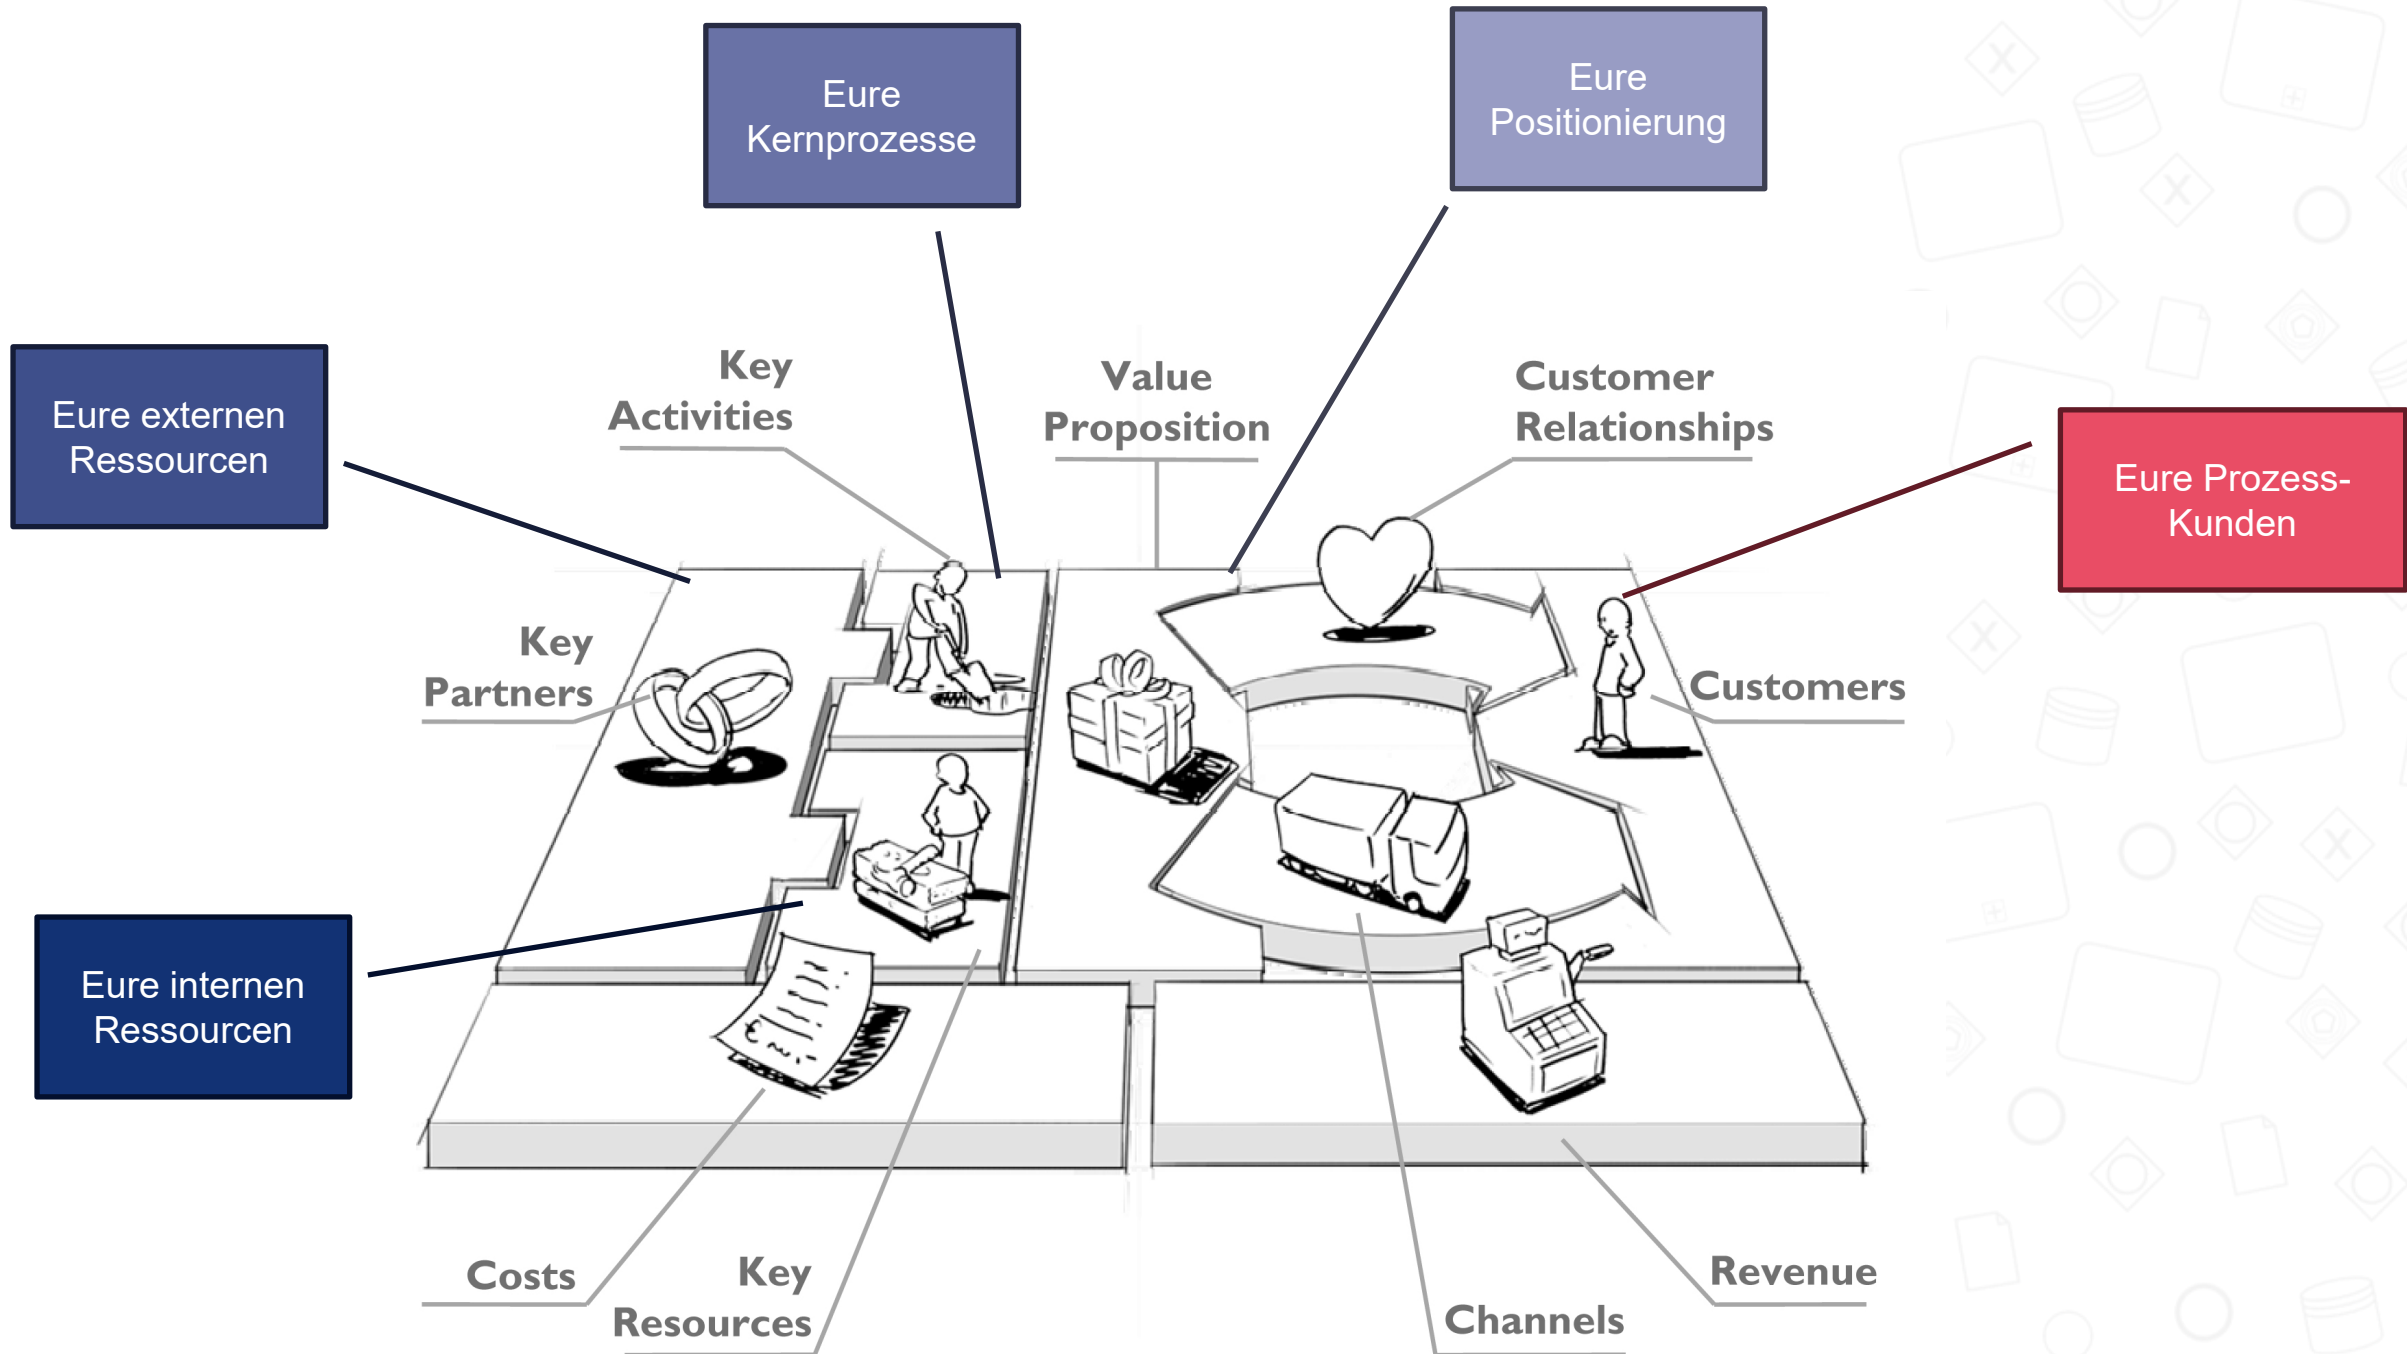 Eure
Kernprozesse
Eure
Positionierung
Eure externen
Ressourcen
Key
Activities
Value
Proposition
Customer
Relationships
Eure Prozess-
Kunden
Key
Partners
Customers
Eure internen
Ressourcen
Costs
Key
Resources
Channels
Revenue